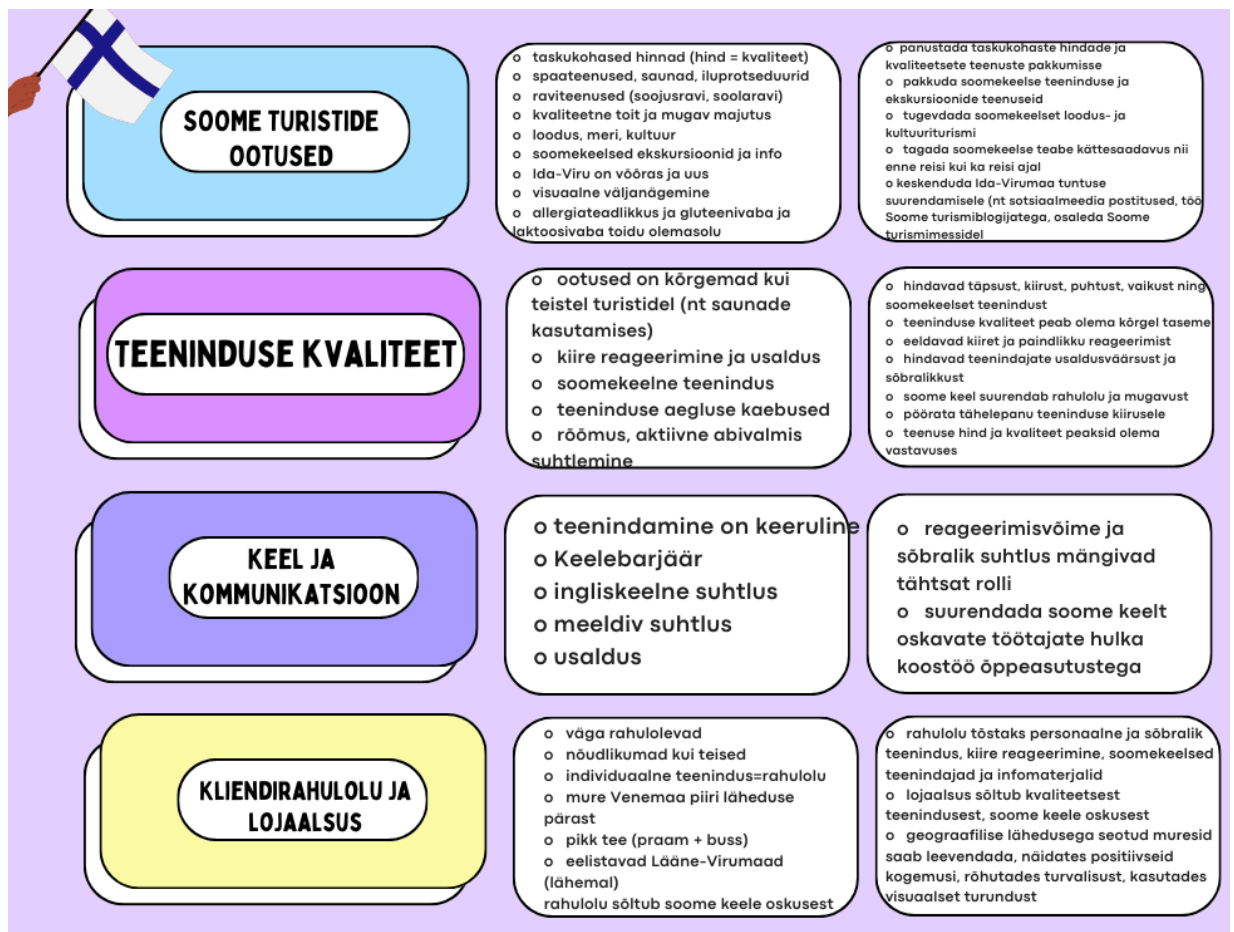 SOOME TURISTIDE
OOTUSED
o taskukohased hinnad (hind = kvaliteet)
o spaateenused, saunad, iluprotseduurid
o raviteenused (soojusravi, soolaravi)
o kvaliteetne toit ja mugav majutus
o loodus, meri, kultuur
o soomekeelsed ekskursioonid ja info
o Ida-Viru on võõras ja uus
o visuaalne väljanägemine
o allergiateadlikkus ja gluteenivaba ja
laktoosivaba toidu olemasolu
o panustada taskukohaste hindade ja
kvaliteetsete teenuste pakkumisse
o pakkuda soomekeelse teeninduse ja
ekskursioonide teenuseid
o tugevdada soomekeelset loodus- ja
kultuuriturismi
o tagada soomekeelse teabe kättesaadavus nii
enne reisi kui ka reisi ajal
o keskenduda Ida-Virumaa tuntuse
suurendamisele (nt sotsiaalmeedia postitused, töö
Soome turismiblogijatega, osaleda Soome
turismimessidel
TEENINDUSE KVALITEET
o ootused on kõrgemad kui
teistel turistidel (nt saunade
kasutamises)
o kiire reageerimine ja usaldus
o soomekeelne teenindus
o teeninduse aegluse kaebused
o rõõmus, aktiivne abivalmis
suhtlemine
o hindavad täpsust, kiirust, puhtust, vaikust ning
soomekeelset teenindust
o teeninduse kvaliteet peab olema kõrgel taseme
o eeldavad kiiret ja paindlikku reageerimist
o hindavad teenindajate usaldusväärsust ja
sõbralikkust
o soome keel suurendab rahulolu ja mugavust
o pöörata tähelepanu teeninduse kiirusele
o teenuse hind ja kvaliteet peaksid olema
vastavuses
KEEL JA
KOMMUNIKATSIOON
o teenindamine on keeruline
o Keelebarjäär
o ingliskeelne suhtlus
o meeldiv suhtlus
o usaldus
o reageerimisvõime ja
sõbralik suhtlus mängivad
tähtsat rolli
o suurendada soome keelt
oskavate töötajate hulka
koostöö õppeasutustega
KLIENDIRAHULOLU JA
LOJAALSUS
o väga rahulolevad
o nõudlikumad kui teised
o individuaalne teenindus=rahulolu
o mure Venemaa piiri läheduse
pärast
o pikk tee (praam + buss)
o eelistavad Lääne-Virumaad
(lähemal)
rahulolu sõltub soome keele oskusest
o rahulolu tõstaks personaalne ja sõbralik
teenindus, kiire reageerimine, soomekeelsed
teenindajad ja infomaterjalid
o lojaalsus sõltub kvaliteetsest
teenindusest, soome keele oskusest
o geograafilise lähedusega seotud muresid
saab leevendada, näidates positiivseid
kogemusi, rõhutades turvalisust, kasutades
visuaalset turundust